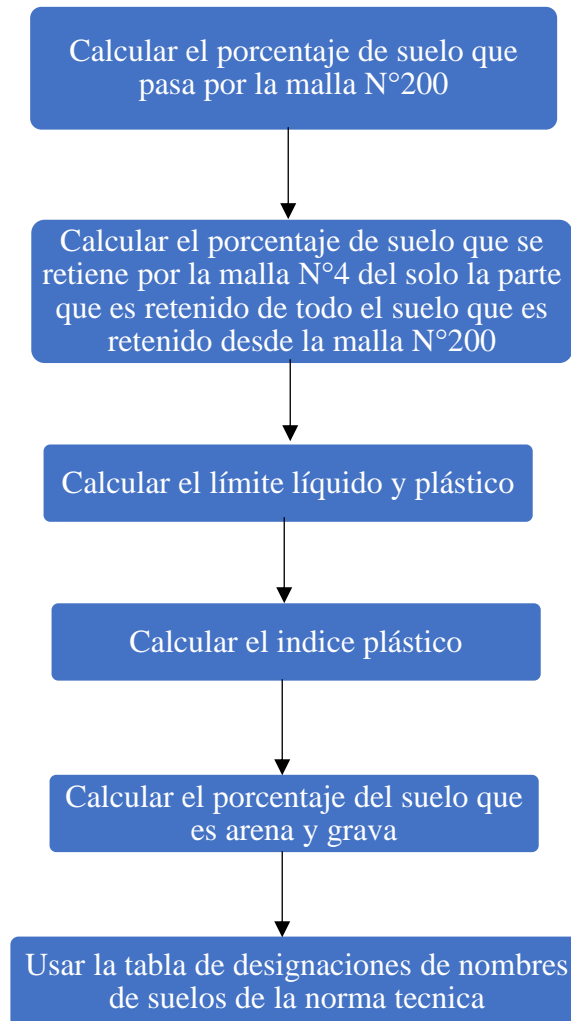 Calcular el porcentaje de suelo que
pasa por la malla N°200
Calcular el porcentaje de suelo que se
retiene por la malla N°4 del solo la parte
que es retenido de todo el suelo que es
retenido desde la malla N°200
Calcular el límite líquido y plástico
Calcular el indice plástico
Calcular el porcentaje del suelo que
es arena y grava
Usar la tabla de designaciones de nombres
de suelos de la norma tecnica